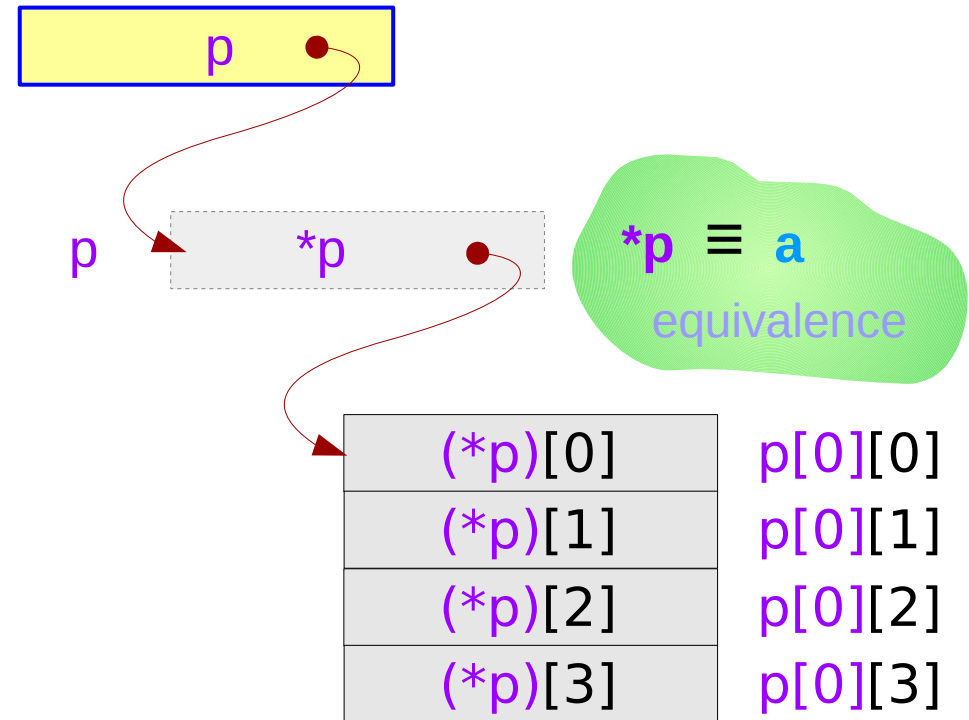 p
p *p
*p ≡ a
equivalence
(*p)[0] p[0][0]
(*p)[1] p[0][1]
(*p)[2] p[0][2]
(*p)[3] p[0][3]